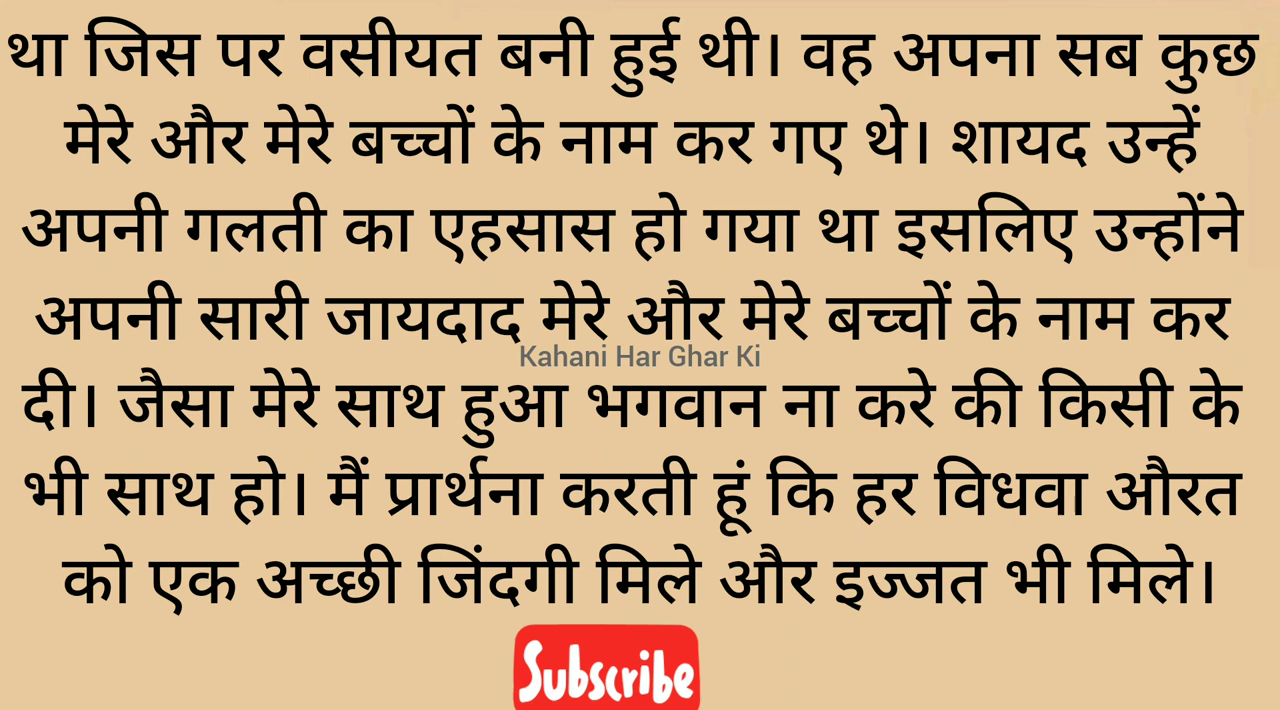 था जिस पर वसीयत बनी हुई थी। वह अपना सब कुछ
मेरे और मेरे बच्चों के नाम कर गए थे। शायद उन्हें
अपनी गलती का एहसास हो गया था इसलिए उन्होंने
अपनी सारी जायदाद मेरे और मेरे बच्चों के नाम कर
Kahani Har Ghar Ki
दी। जैसा मेरे साथ हुआ भगवान ना करे की किसी के
भी साथ हो। मैं प्रार्थना करती हूं कि हर विधवा औरत
को एक अच्छी जिंदगी मिले और इज्जत भी मिले।
Subscribe